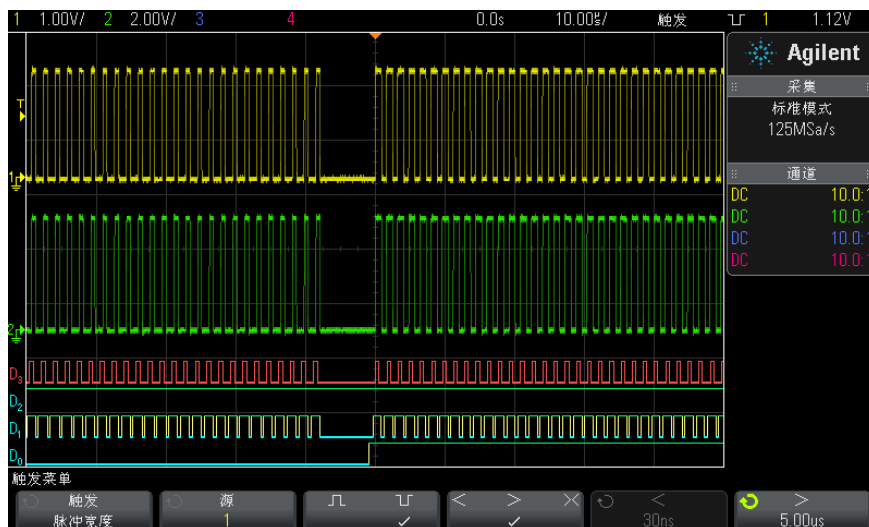 1 1.00V/ 2 2.00V/ 3 4 0.0s 10.00㎲/ 触发 1 1.12V
Agilent
采集
标准模式
125MSa/s
通道
DC 10.0:1
DC 10.0:1
DC 10.0:1
DC 10.0:1
T
1
2
D3
D2
D1
D0
触发菜单
触发
脉冲宽度
源
1
< > ><
<
30ns
>
5.00us